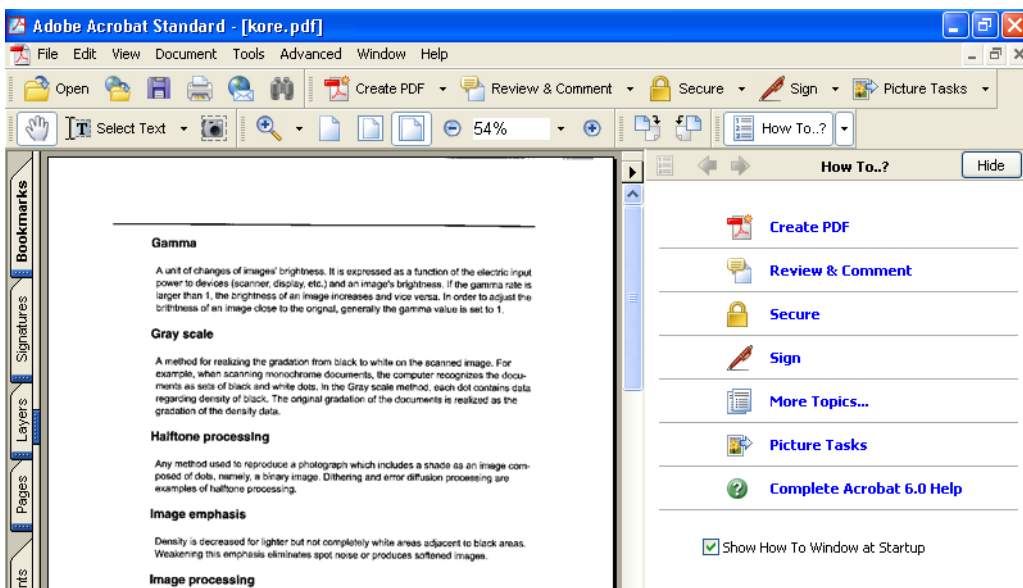 Adobe Acrobat Standard - [kore.pdf]
File Edit View Document Tools Advanced Window Help
Open Create PDF Review & Comment Secure Sign Picture Tasks
Select Text 54% How To..?
How To..? Hide
Bookmarks
Signatures
Layers
Pages
nts
Gamma
A unit of changes of images' brightness. It is expressed as a function of the electric input
power to devices (scanner, display, etc.) and an image's brightness. If the gamma rate is
larger than 1, the brightness of an image increases and vice versa. In order to adjust the
brithtness of an image close to the orignal, generally the gamma value is set to 1.
Gray scale
A method for realizing the gradation from black to white on the scanned image. For
example, when scanning monochrome documents, the computer recognizes the docu-
ments as sets of black and white dots. In the Gray scale method, each dot contains data
regarding density of black. The original gradation of the documents is realized as the
gradation of the density data.
Halftone processing
Any method used to reproduce a photograph which includes a shade as an image com-
posed of dots, namely, a binary image. Dithering and error diffusion processing are
examples of halftone processing.
Image emphasis
Density is decreased for lighter but not completely white areas adjacent to black areas.
Weakening this emphasis eliminates spot noise or produces softened images.
Image processing
Create PDF
Review & Comment
Secure
Sign
More Topics...
Picture Tasks
Complete Acrobat 6.0 Help
Show How To Window at Startup